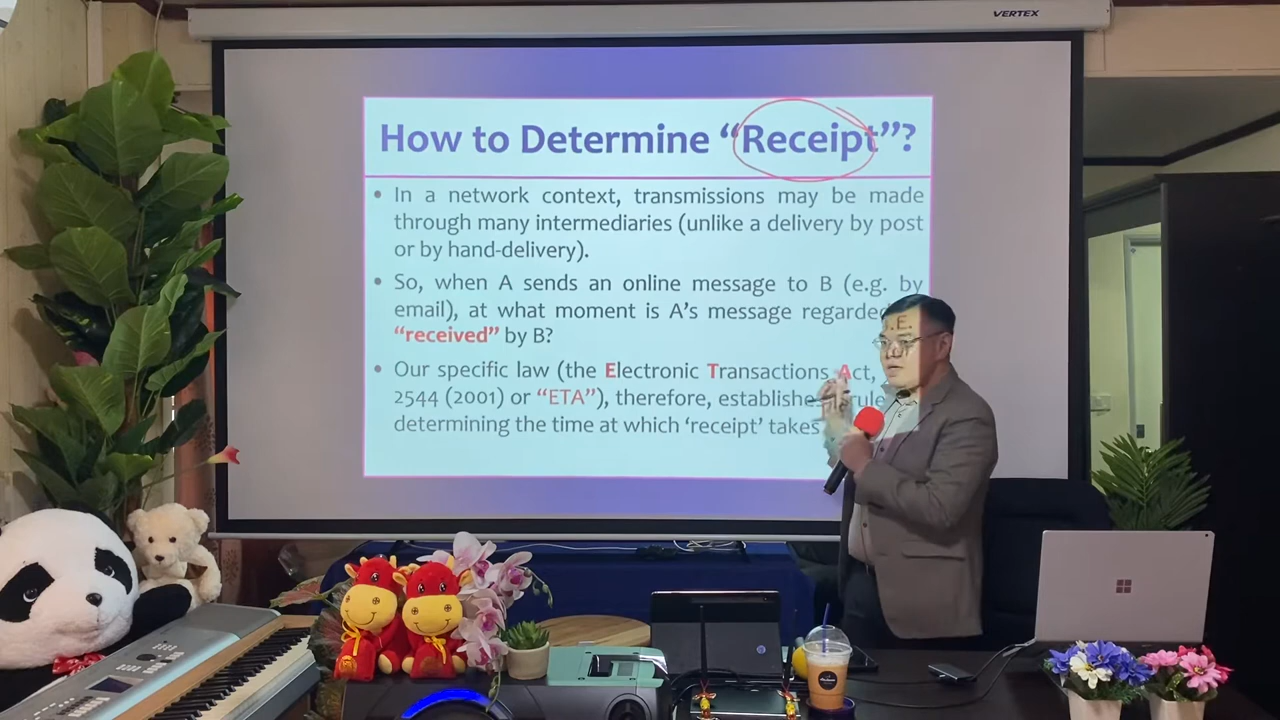 VERTEX
How to Determine “Receipt”?
• In a network context, transmissions may be made
through many intermediaries (unlike a delivery by post
or by hand-delivery).
• So, when A sends an online message to B (e.g. by
email), at what moment is A’s message regarded
“received” by B?
• Our specific law (the Electronic Transactions Act, B.E.
2544 (2001) or “ETA”), therefore, establishes rule
determining the time at which ‘receipt’ takes